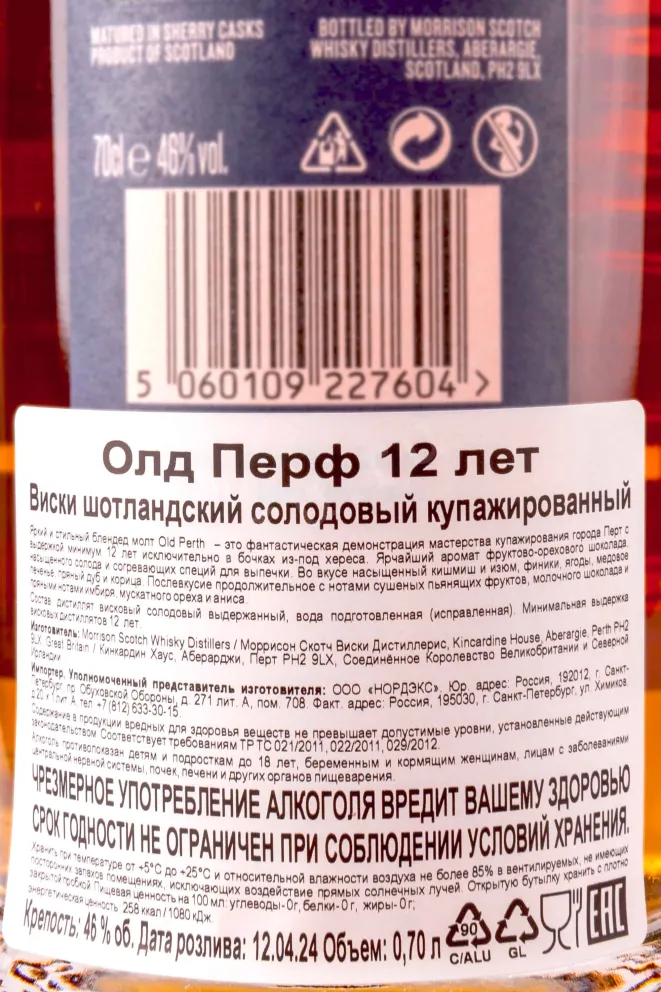 MATURED IN SHERRY CASKS
PRODUCT OF SCOTLAND
BOTTLED BY MORRISON SCOTCH
WHISKY DISTILLERS, ABERARGIE,
SCOTLAND, PH2 9LX
70cl e 46% vol.
5 060109 227604 >
Олд Перф 12 лет
Виски шотландский солодовый купажированный
Яркий и стильный блендед молт Old Perth – это фантастическая демонстрация мастерства купажирования города Перт с
выдержкой минимум 12 лет исключительно в бочках из-под хереса. Ярчайший аромат фруктово-орехового шоколада,
насыщенного солода и согревающих специй для выпечки. Во вкусе насыщенный кишмиш и изюм, финики, ягоды, медовое
печенье, пряный дуб и корица. Послевкусие продолжительное с нотами сушеных пьянящих фруктов, молочного шоколада и
пряными нотами имбиря, мускатного ореха и аниса.
Состав: дистиллят висковый солодовый выдержанный, вода подготовленная (исправленная). Минимальная выдержка
висковых дистиллятов 12 лет.
Изготовитель: Morrison Scotch Whisky Distillers / Моррисон Скотч Виски Дистиллерис, Kincardine House, Aberargie, Perth PH2
9LX, Great Britain / Кинкардин Хаус, Аберарджи, Перт PH2 9LX, Соединённое Королевство Великобритании и Северной
Ирландии
Импортер, Уполномоченный представитель изготовителя: ООО «НОРДЭКС», Юр. адрес: Россия, 192012, г. Санкт-
Петербург, пр. Обуховской Обороны, д. 271 лит. А, пом. 708. Факт. адрес: Россия, 195030, г. Санкт-Петербург, ул. Химиков,
д 20 к 1 лит А. тел +7 (812) 633-30-15.
Содержание в продукции вредных для здоровья веществ не превышает допустимые уровни, установленные действующим
законодательством Соответствует требованиям ТР ТС 021/2011, 022/2011, 029/2012.
Алкоголь противопоказан детям и подросткам до 18 лет, беременным и кормящим женщинам, лицам с заболеваниями
центральной нервной системы, почек, печени и других органов пищеварения.
ЧРЕЗМЕРНОЕ УПОТРЕБЛЕНИЕ АЛКОГОЛЯ ВРЕДИТ ВАШЕМУ ЗДОРОВЬЮ
СРОК ГОДНОСТИ НЕ ОГРАНИЧЕН ПРИ СОБЛЮДЕНИИ УСЛОВИЙ ХРАНЕНИЯ.
Хранить при температуре от +5°С до +25°С и относительной влажности воздуха не более 85% в вентилируемых, не имеющих
посторонних запахов помещениях, исключающих воздействие прямых солнечных лучей. Открытую бутылку хранить с плотно
закрытой пробкой Пищевая ценность на 100 мл: углеводы- 0г, белки- 0 г, жиры- 0 г;
энергетическая ценность: 258 ккал / 1080 кДж.
Крепость: 46 % об. Дата розлива: 12.04.24 Объем: 0,70 л
90
C/ALU
GL
EAC